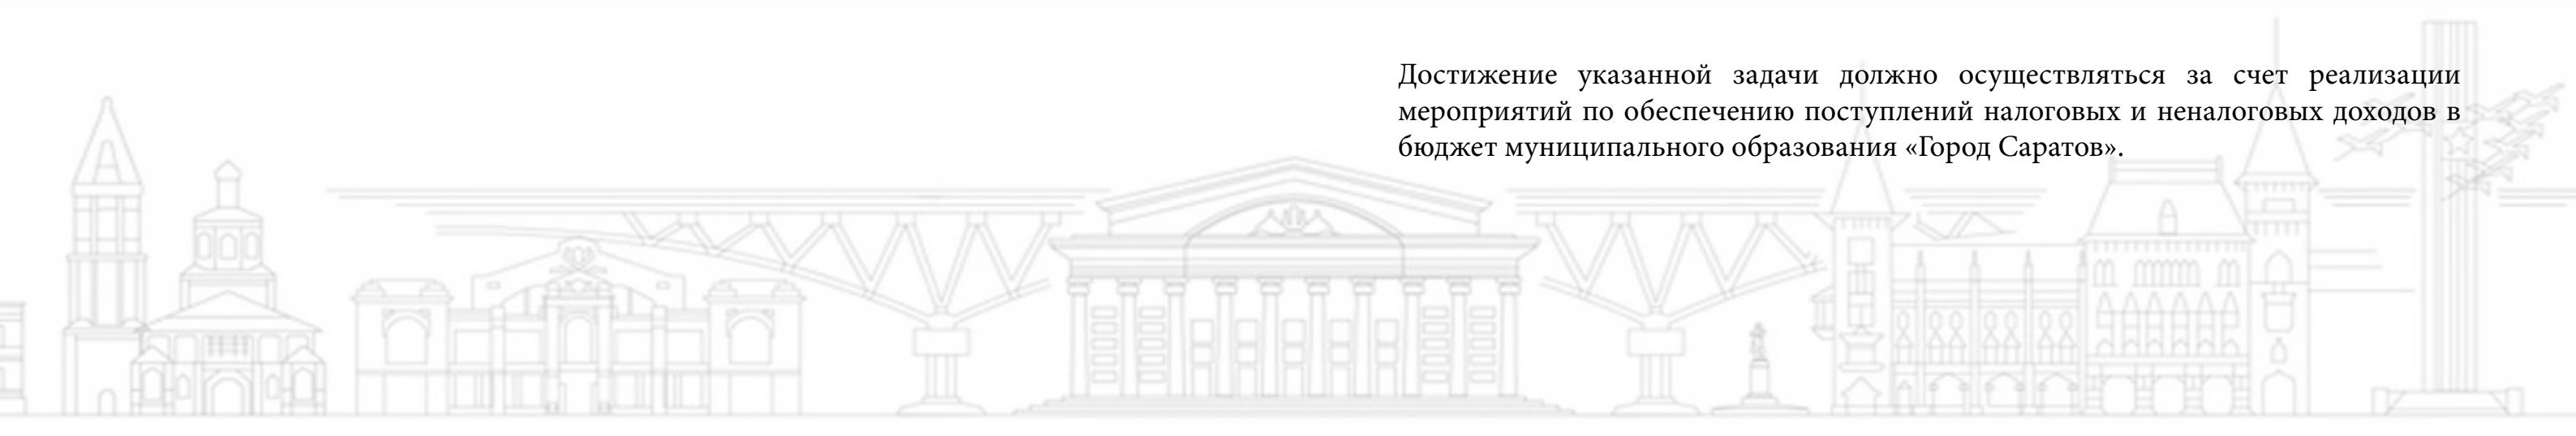 Достижение указанной задачи должно осуществляться за счет реализации
мероприятий по обеспечению поступлений налоговых и неналоговых доходов в
бюджет муниципального образования «Город Саратов».